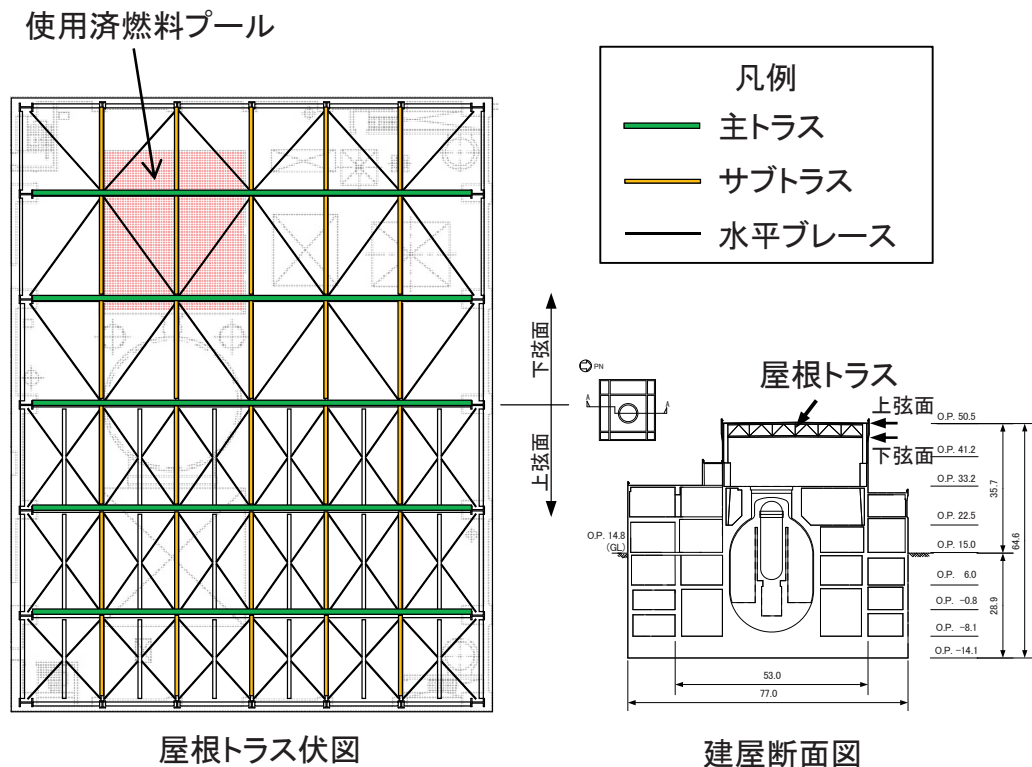 使用済燃料プール
凡例
主トラス
サブトラス
水平ブレース
下弦面
上弦面
屋根トラス伏図
PN
A
A
屋根トラス
上弦面
下弦面
O.P. 50.5
O.P. 41.2
O.P. 33.2
O.P. 22.5
O.P. 14.8
(GL)
O.P. 15.0
O.P. 6.0
O.P. -0.8
O.P. -8.1
O.P. -14.1
35.7
28.9
64.6
53.0
77.0
建屋断面図